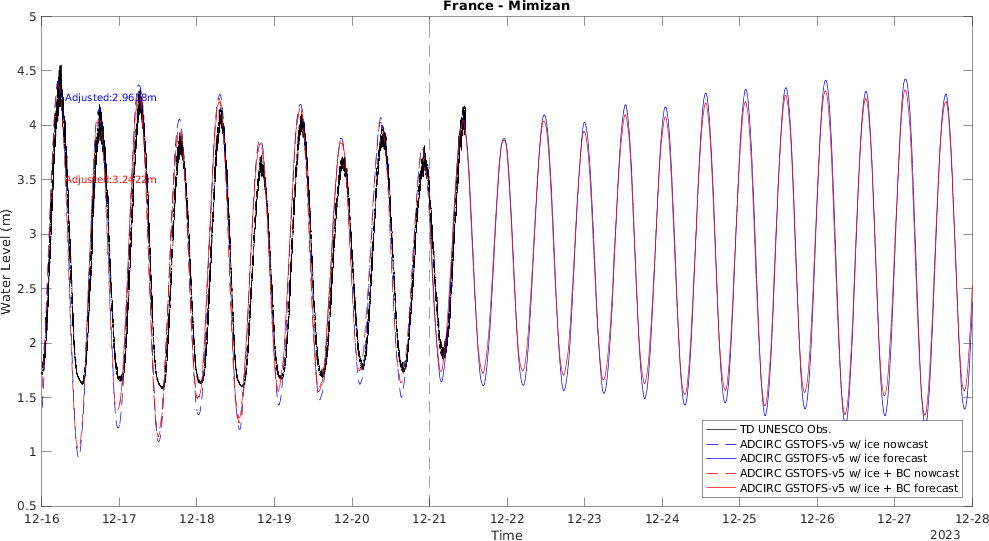 France - Mimizan
5
4.5
4
3.5
3
2.5
2
1.5
1
0.5
Water Level (m)
Adjusted:3.2422m
12-16
12-17
12-18
12-19
12-20
12-21
12-22
12-23
12-24
12-25
12-26
12-27
12-28
Time
2023
TD UNESCO Obs.
ADCIRC GSTOFS-v5 w/ ice nowcast
ADCIRC GSTOFS-v5 w/ ice forecast
ADCIRC GSTOFS-v5 w/ ice + BC nowcast
ADCIRC GSTOFS-v5 w/ ice + BC forecast